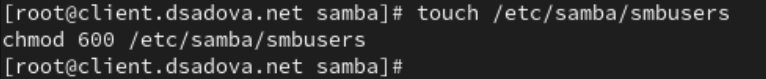 [root@client.dsadova.net samba]# touch /etc/samba/smbusers
chmod 600 /etc/samba/smbusers
[root@client.dsadova.net samba]#